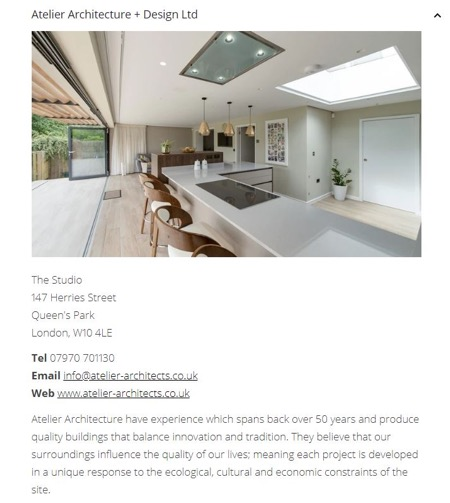 Atelier Architecture + Design Ltd
The Studio
147 Herries Street
Queen's Park
London, W10 4LE
Tel 07970 701130
Email info@atelier-architects.co.uk
Web www.atelier-architects.co.uk
Atelier Architecture have experience which spans back over 50 years and produce
quality buildings that balance innovation and tradition. They believe that our
surroundings influence the quality of our lives; meaning each project is developed
in a unique response to the ecological, cultural and economic constraints of the
site.